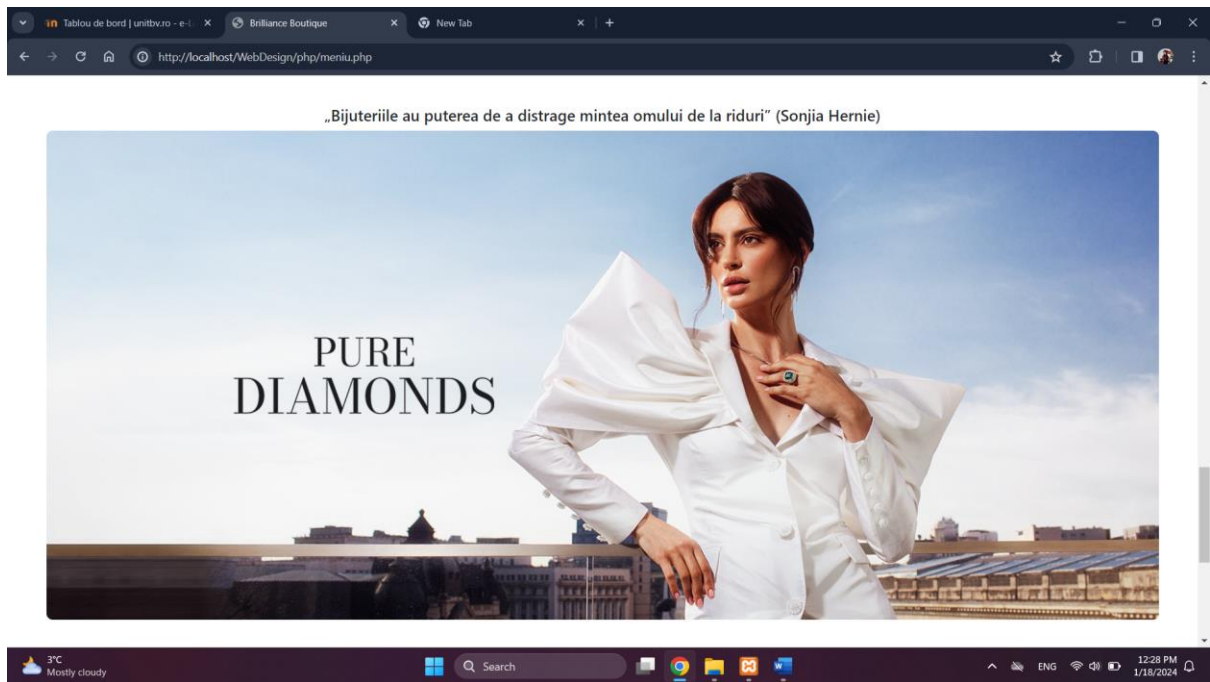 Tablou de bord | unitbv.ro - e-L
Brilliance Boutique
New Tab
http://localhost/WebDesign/php/meniu.php
„Bijuteriile au puterea de a distrage mintea omului de la riduri” (Sonjia Hernie)
PURE
DIAMONDS
3°C
Mostly cloudy
Search
ENG
12:28 PM
1/18/2024